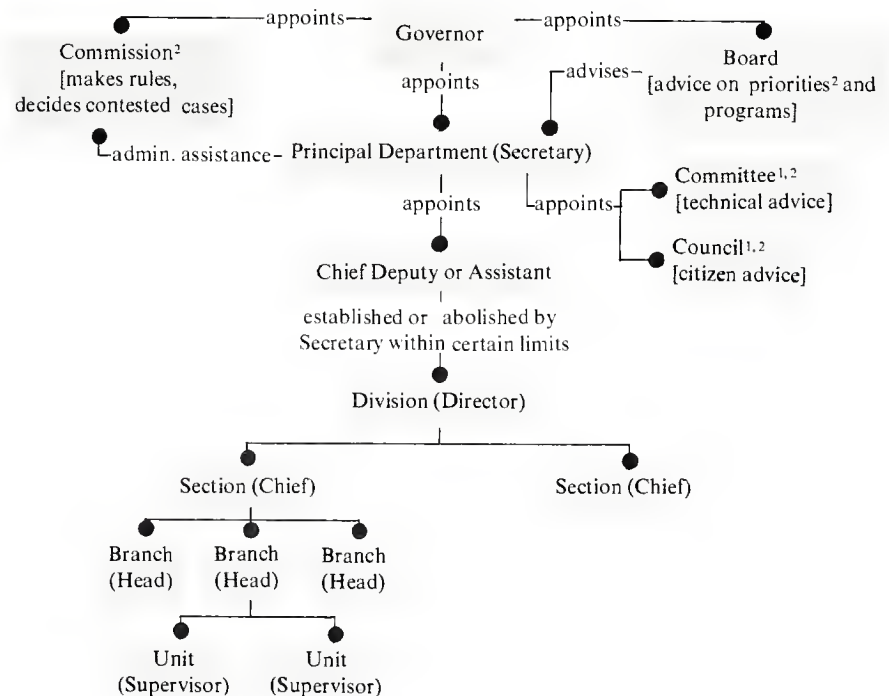 appoints
Governor
appoints
Commission²
[makes rules,
decides contested cases]
appoints
advises
Board
[advice on priorities² and
programs]
admin. assistance
Principal Department (Secretary)
appoints
appoints
Committee¹,²
[technical advice]
Council¹,²
[citizen advice]
Chief Deputy or Assistant
established or abolished by
Secretary within certain limits
Division (Director)
Section (Chief)
Section (Chief)
Branch
(Head)
Branch
(Head)
Branch
(Head)
Unit
(Supervisor)
Unit
(Supervisor)